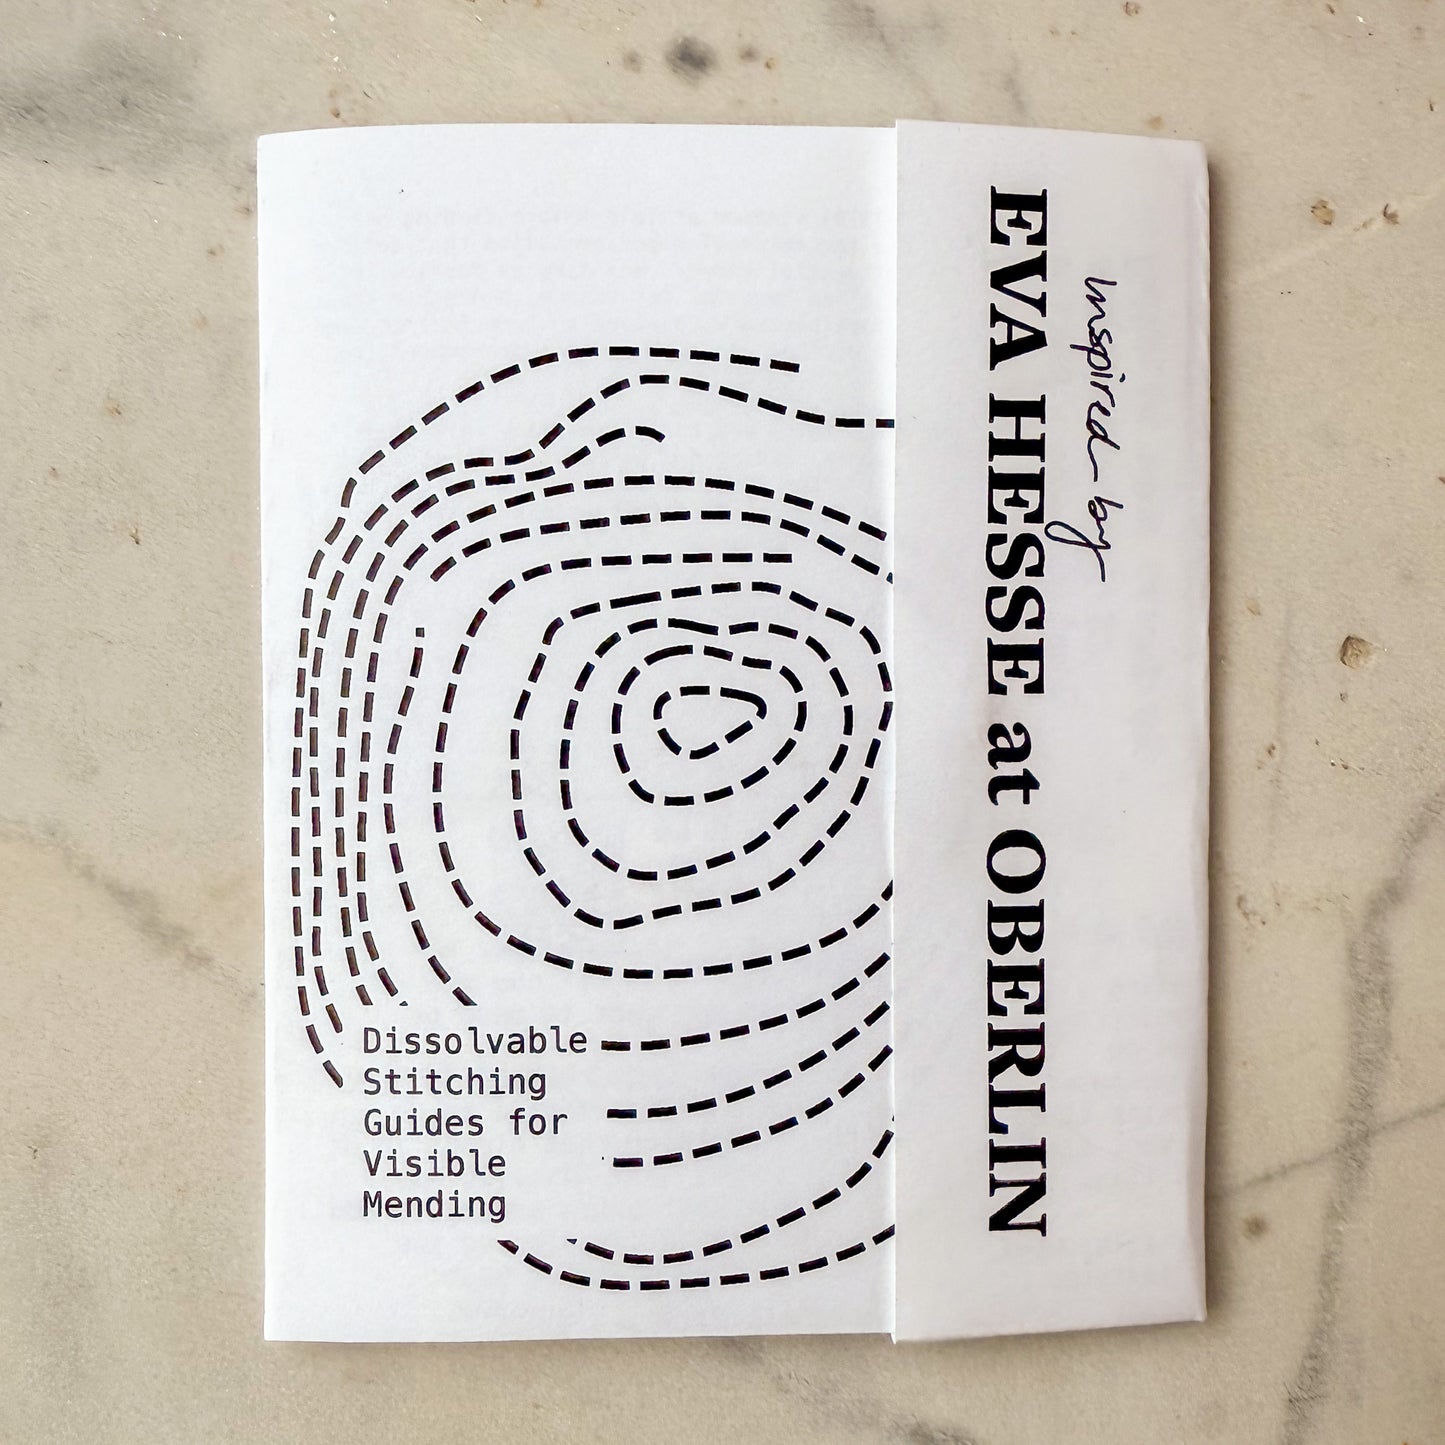 Inspired by
EVA HESSE at OBERLIN
Dissolvable
Stitching
Guides for
Visible
Mending